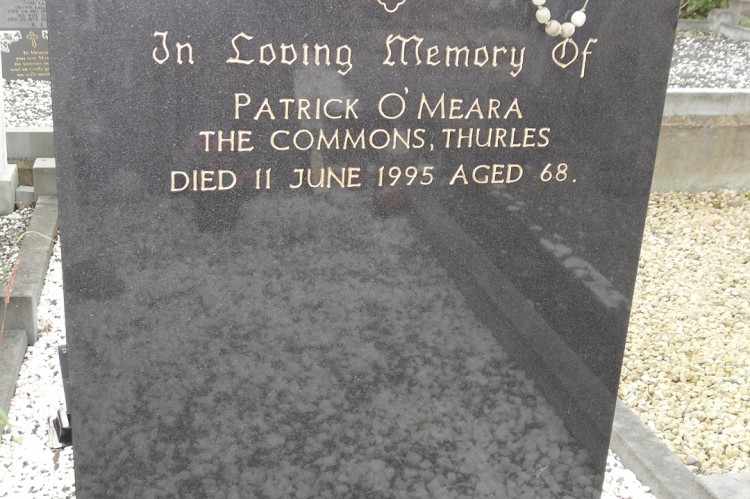 In Loving Memory Of
PATRICK O'MEARA
THE COMMONS, THURLES
DIED 11 JUNE 1995 AGED 68.